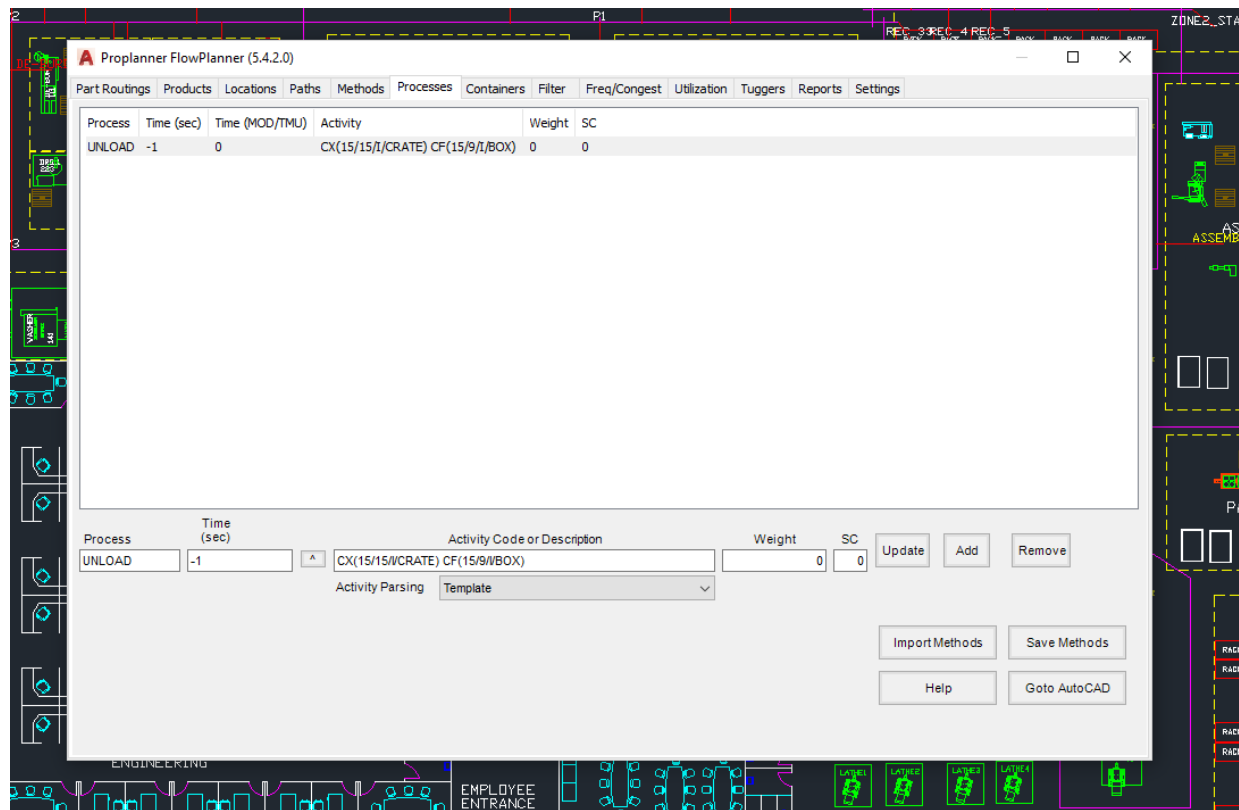 P1
ZONE2_STA
Proplanner FlowPlanner (5.4.2.0)
Part Routings Products Locations Paths Methods Processes Containers Filter Freq/Congest Utilization Tuggers Reports Settings
Process Time (sec) Time (MOD/TMU) Activity Weight SC
UNLOAD -1 0 CX(15/15/I/CRATE) CF(15/9/I/BOX) 0 0
Process Time (sec) Activity Code or Description Weight SC
UNLOAD -1 ^ CX(15/15/I/CRATE) CF(15/9/I/BOX) 0 0 Update Add Remove
Activity Parsing Template
Import Methods Save Methods
Help Goto AutoCAD
WASHER
143
ENGINEERING
EMPLOYEE
ENTRANCE
LATHE1 LATHE2 LATHE3 LATHE4